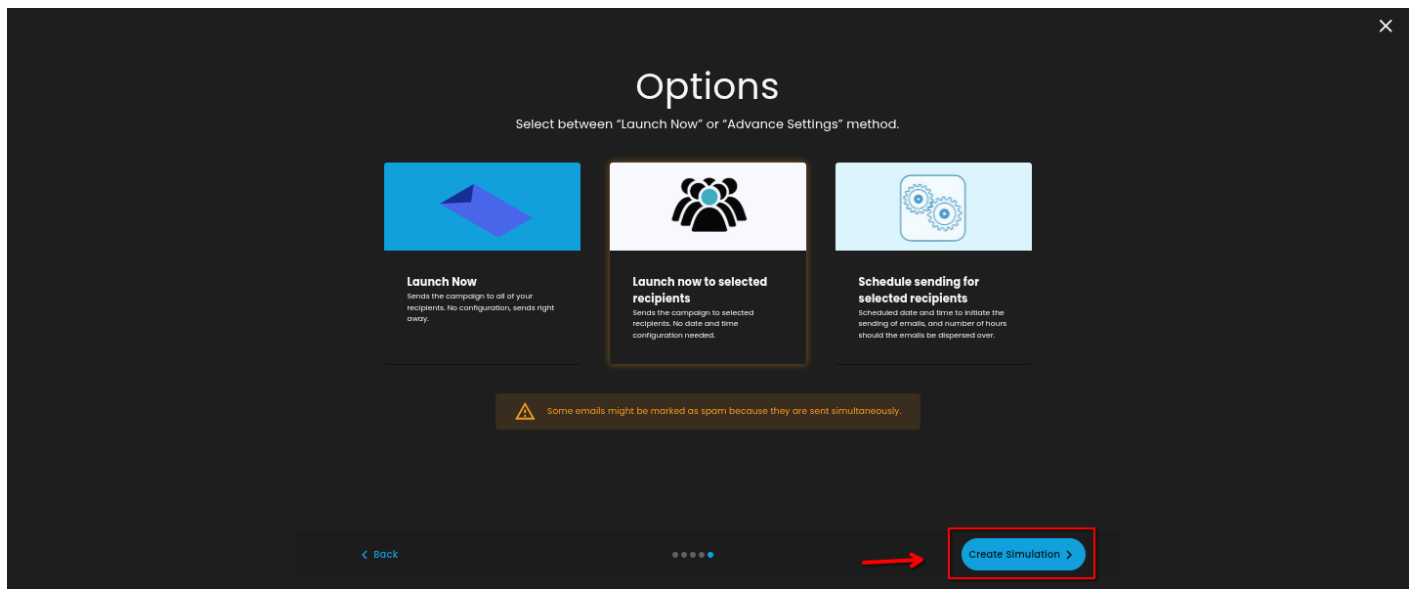 Options
Select between "Launch Now" or "Advance Settings" method.
Launch Now
Sends the campaign to all of your
recipients. No configuration, sends right
away.
Launch now to selected
recipients
Sends the campaign to selected
recipients. No date and time
configuration needed.
Schedule sending for
selected recipients
Scheduled date and time to initiate the
sending of emails, and number of hours
should the emails be dispersed over.
Some emails might be marked as spam because they are sent simultaneously.
Back
Create Simulation